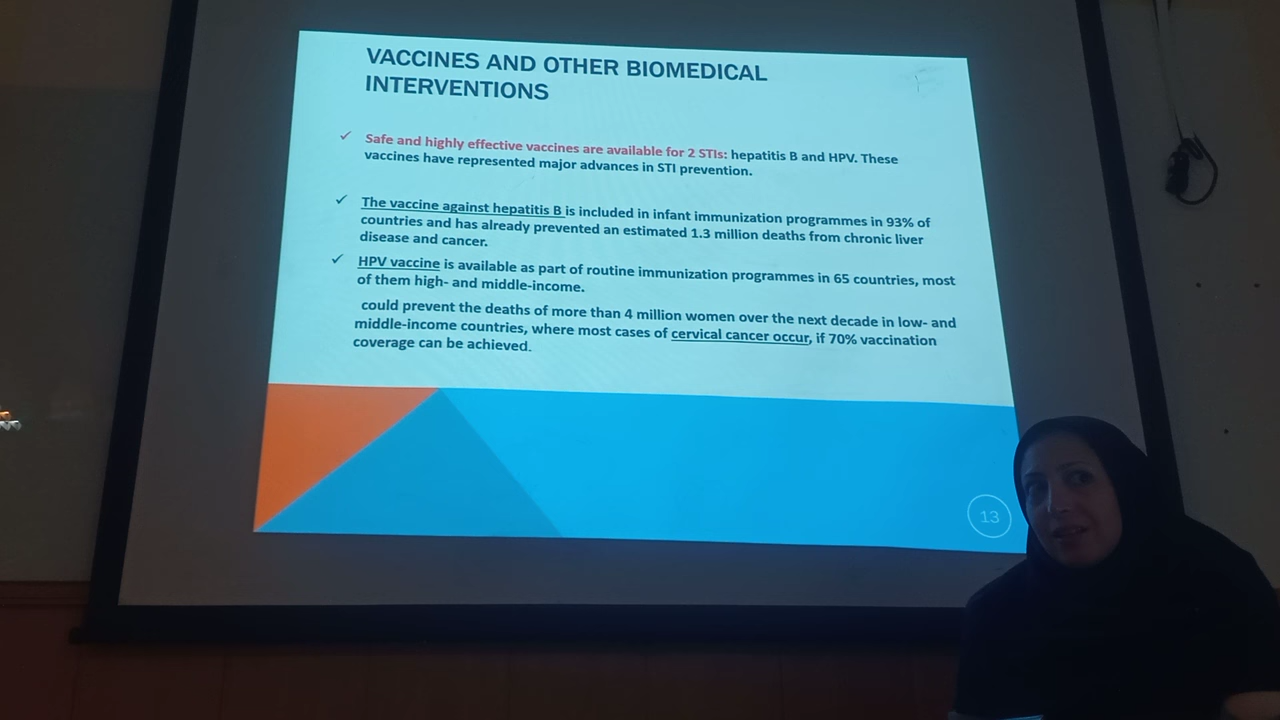 VACCINES AND OTHER BIOMEDICAL
INTERVENTIONS
✓ Safe and highly effective vaccines are available for 2 STIs: hepatitis B and HPV. These
vaccines have represented major advances in STI prevention.
✓ The vaccine against hepatitis B is included in infant immunization programmes in 93% of
countries and has already prevented an estimated 1.3 million deaths from chronic liver
disease and cancer.
✓ HPV vaccine is available as part of routine immunization programmes in 65 countries, most
of them high- and middle-income.
could prevent the deaths of more than 4 million women over the next decade in low- and
middle-income countries, where most cases of cervical cancer occur, if 70% vaccination
coverage can be achieved.
13